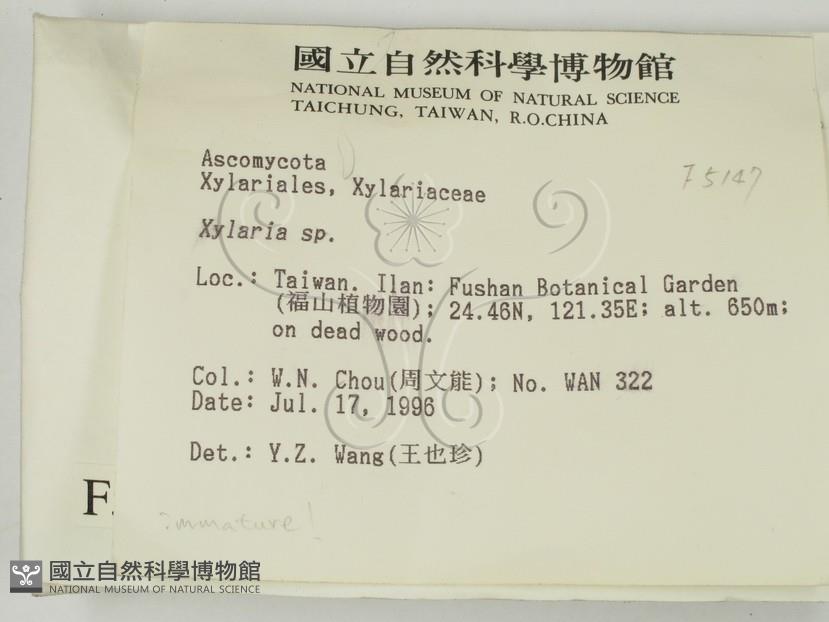 國立自然科學博物館
NATIONAL MUSEUM OF NATURAL SCIENCE
TAICHUNG, TAIWAN, R.O.CHINA
Ascomycota
Xylariales, Xylariaceae
F5147
Xylaria sp.
Loc.: Taiwan. Ilan: Fushan Botanical Garden
(福山植物園); 24.46N, 121.35E; alt. 650m;
on dead wood.
Col.: W.N. Chou(周文能); No. WAN 322
Date: Jul. 17, 1996
Det.: Y.Z. Wang(王也珍)
F
immature!
國立自然科學博物館
NATIONAL MUSEUM OF NATURAL SCIENCE